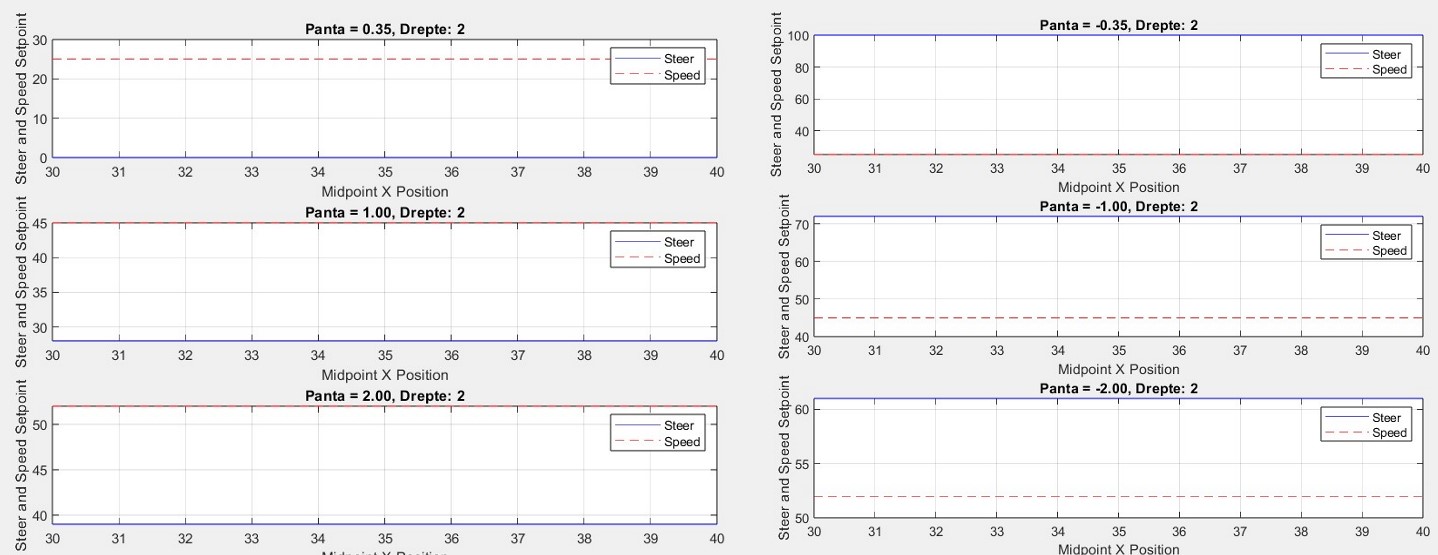 Panta = 0.35, Drepte: 2
Steer and Speed Setpoint
30
20
10
0
Steer
Speed
30 31 32 33 34 35 36 37 38 39 40
Midpoint X Position
Panta = 1.00, Drepte: 2
Steer and Speed Setpoint
45
40
35
30
Steer
Speed
30 31 32 33 34 35 36 37 38 39 40
Midpoint X Position
Panta = 2.00, Drepte: 2
Steer and Speed Setpoint
50
45
40
Steer
Speed
30 31 32 33 34 35 36 37 38 39 40
Midpoint X Position
Panta = -0.35, Drepte: 2
Steer and Speed Setpoint
100
80
60
40
Steer
Speed
30 31 32 33 34 35 36 37 38 39 40
Midpoint X Position
Panta = -1.00, Drepte: 2
Steer and Speed Setpoint
70
60
50
40
Steer
Speed
30 31 32 33 34 35 36 37 38 39 40
Midpoint X Position
Panta = -2.00, Drepte: 2
Steer and Speed Setpoint
60
55
50
Steer
Speed
30 31 32 33 34 35 36 37 38 39 40
Midpoint X Position